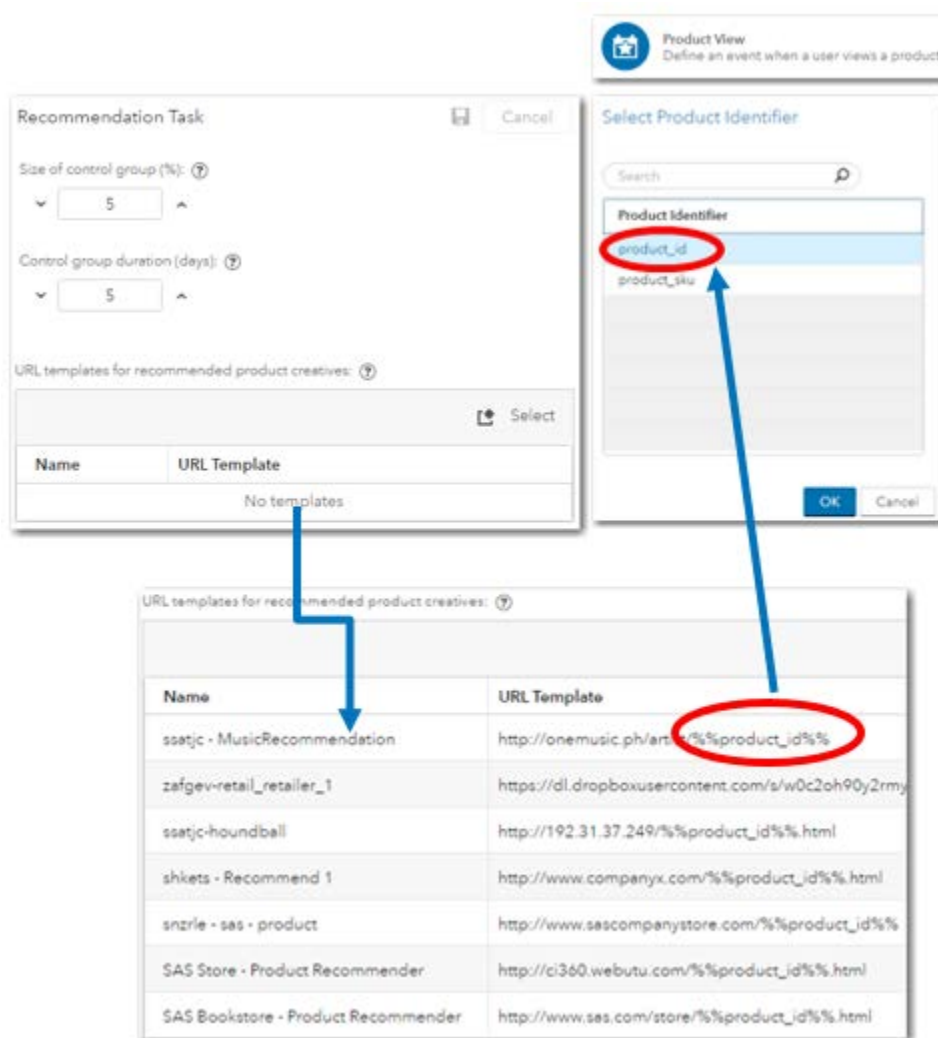 Product View
Define an event when a user views a product
Recommendation Task
Cancel
Size of control group (%): ?
5
Control group duration (days): ?
5
URL templates for recommended product creatives: ?
Select
Name URL Template
No templates
Select Product Identifier
Search
Product Identifier
product_id
product_sku
OK Cancel
URL templates for recommended product creatives: ?
Name URL Template
ssatjc - MusicRecommendation http://onemusic.ph/artist/%%product_id%%
zafgev-retail_retailer_1 https://dl.dropboxusercontent.com/s/w0c2oh90y2rmy
ssatjc-houndball http://192.31.37.249/%%product_id%%.html
shkets - Recommend 1 http://www.companyx.com/%%product_id%%.html
snzrle - sas - product http://www.sascompanystore.com/%%product_id%%
SAS Store - Product Recommender http://ci360.webutu.com/%%product_id%%.html
SAS Bookstore - Product Recommender http://www.sas.com/store/%%product_id%%.html